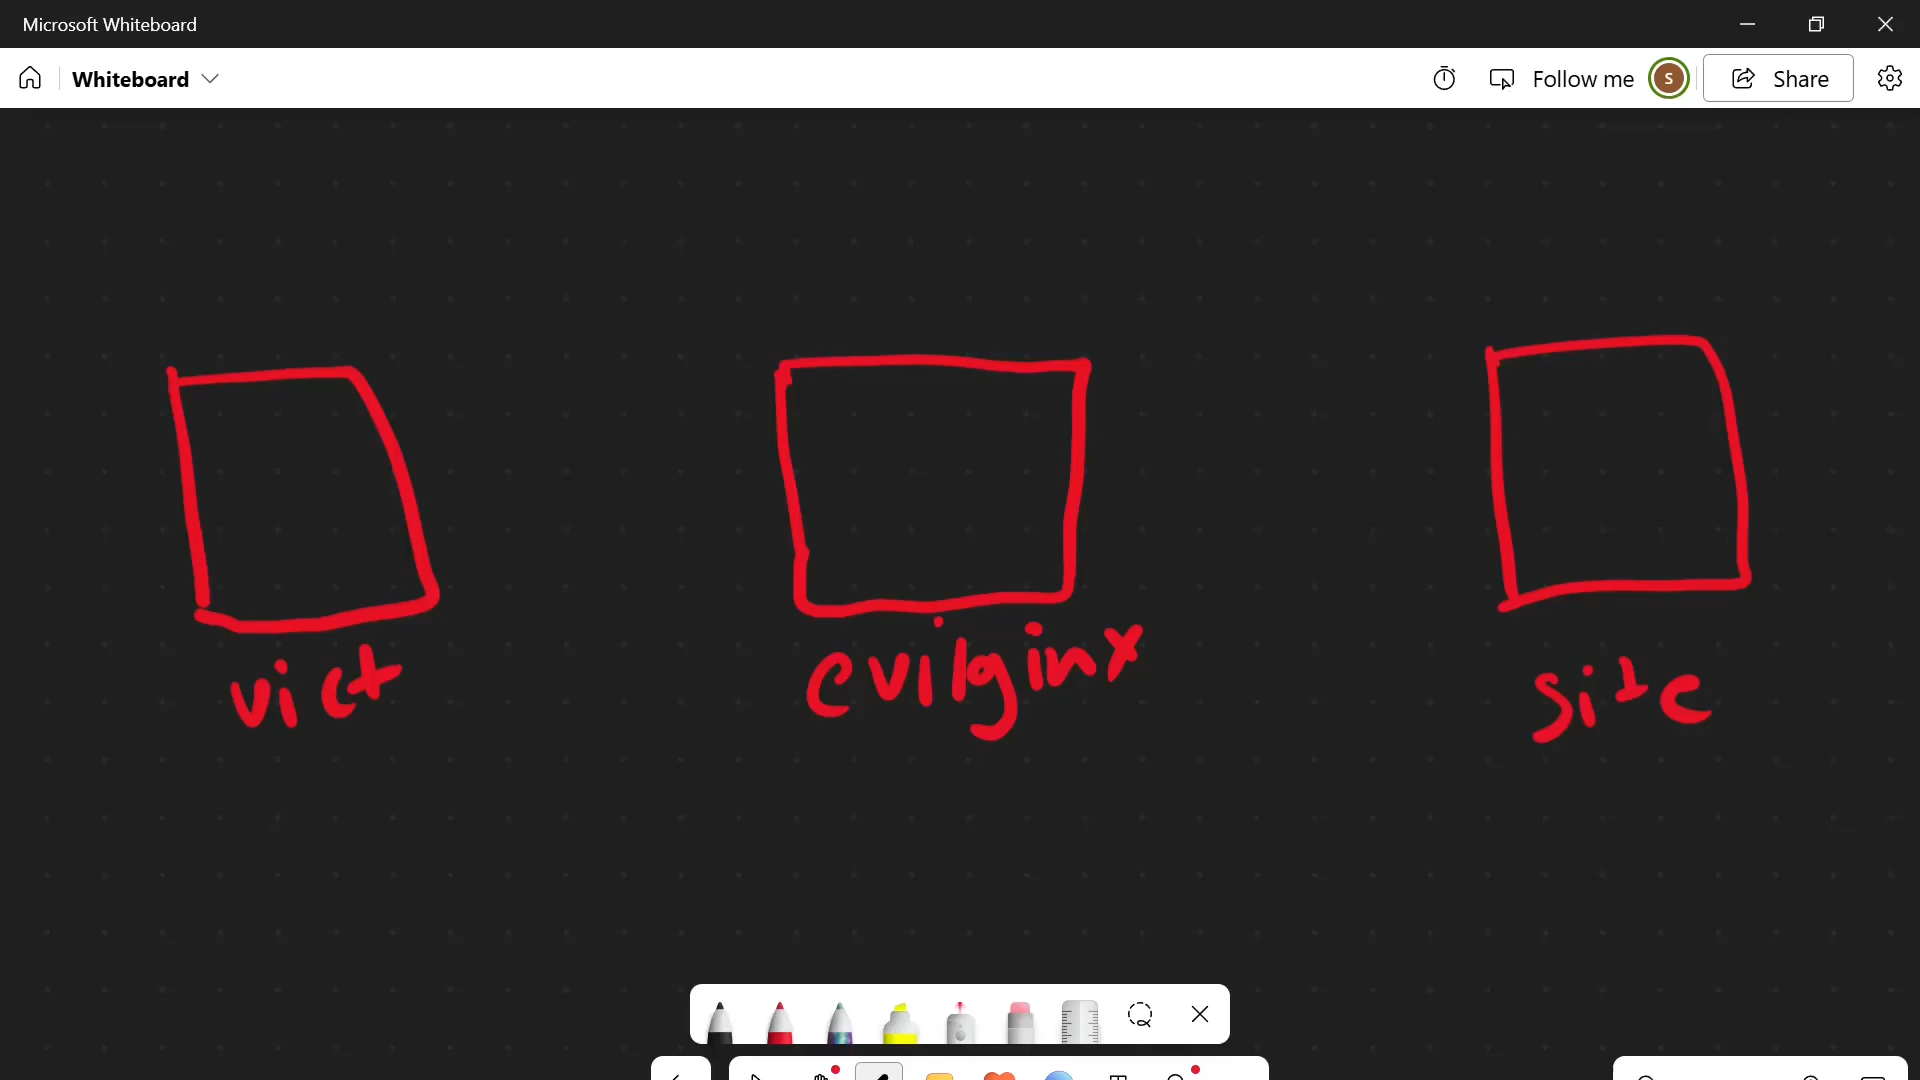 Microsoft Whiteboard
Whiteboard
Follow me
S
Share
vict
evilginx
site